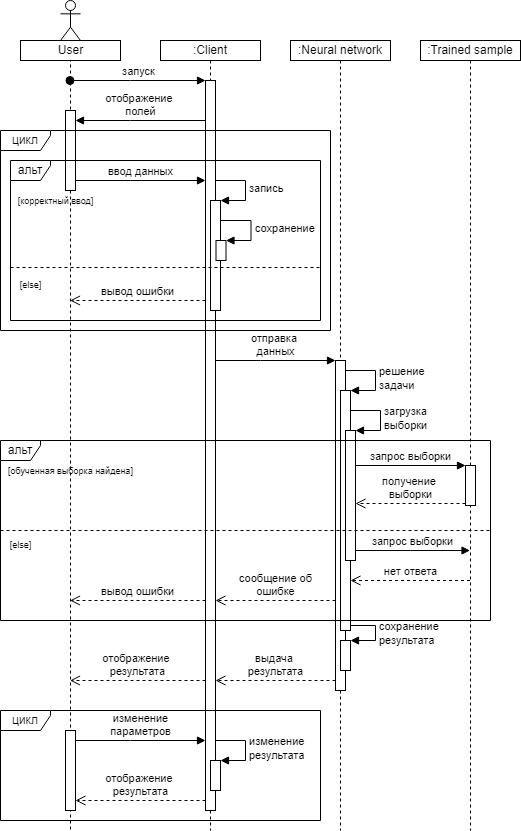 User
:Client
:Neural network
:Trained sample
запуск
отображение
полей
цикл
альт
ввод данных
запись
[корректный ввод]
сохранение
[else]
вывод ошибки
отправка
данных
решение
задачи
загрузка
выборки
альт
[обученная выборка найдена]
запрос выборки
получение
выборки
[else]
запрос выборки
нет ответа
сообщение об
ошибке
вывод ошибки
сохранение
результата
отображение
результата
выдача
результата
цикл
изменение
параметров
изменение
результата
отображение
результата